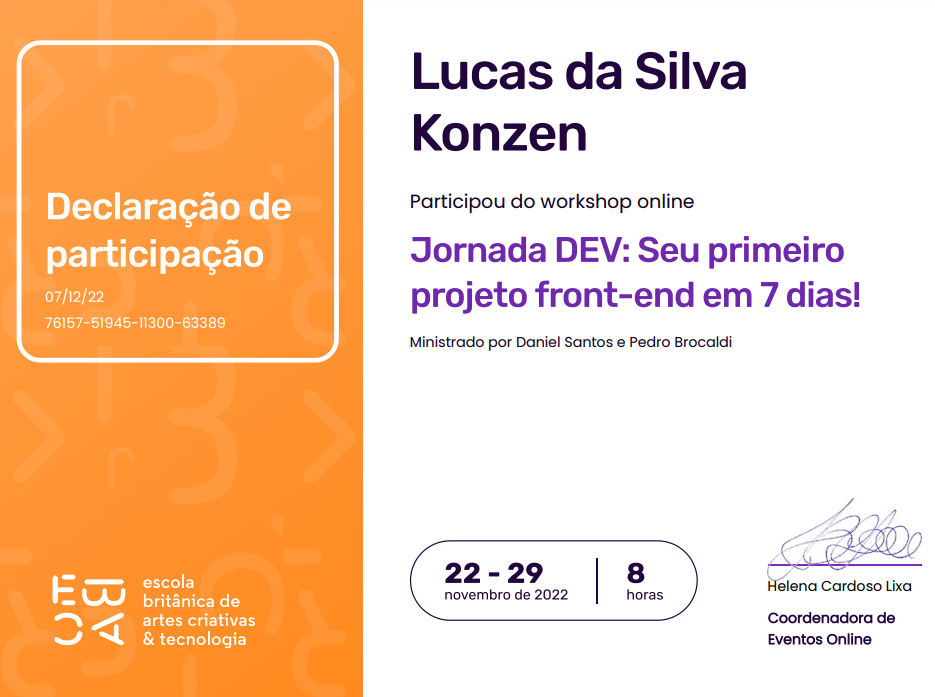 Declaração de
participação
07/12/22
76157-51945-11300-63389
EBAC
escola
britânica de
artes criativas
& tecnologia
Lucas da Silva
Konzen
Participou do workshop online
Jornada DEV: Seu primeiro
projeto front-end em 7 dias!
Ministrado por Daniel Santos e Pedro Brocaldi
22 - 29
novembro de 2022
8
horas
Helena Cardoso Lixa
Coordenadora de
Eventos Online